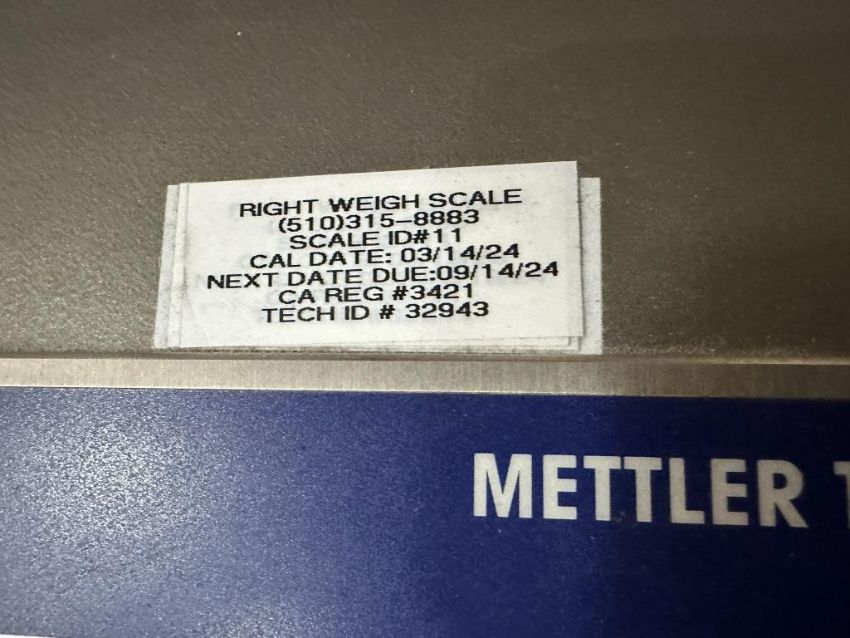 RIGHT WEIGH SCALE
(510)315-8883
SCALE ID#11
CAL DATE: 03/14/24
NEXT DATE DUE:09/14/24
CA REG #3421
TECH ID # 32943
METTLER